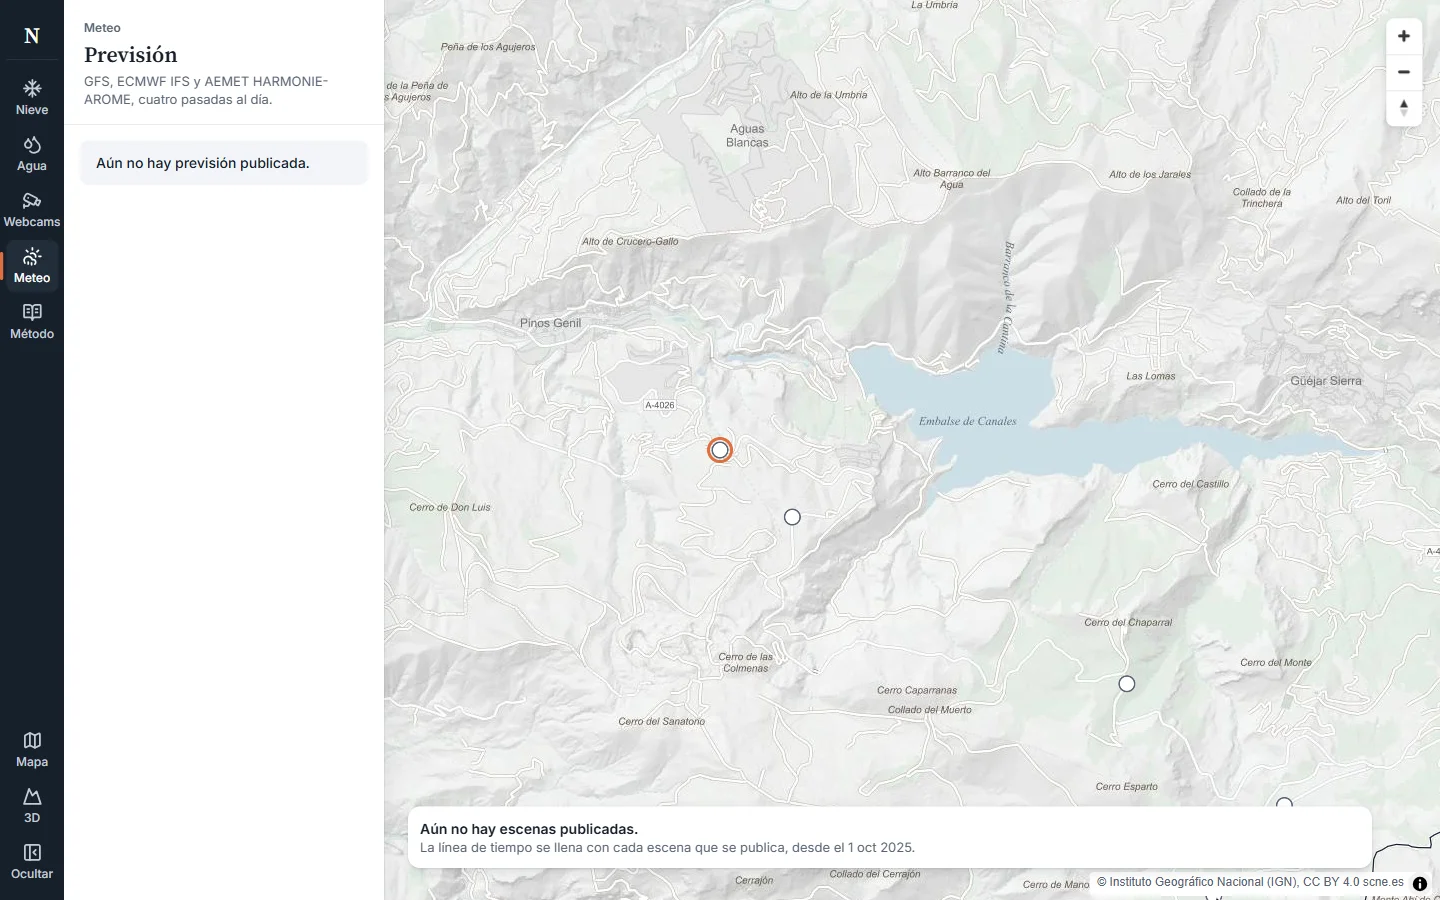 N
Nieve
Agua
Webcams
Meteo
Método
Mapa
3D
Ocultar
Meteo
Previsión
GFS, ECMWF IFS y AEMET HARMONIE-
AROME, cuatro pasadas al día.
Aún no hay previsión publicada.
La Umbria
Peña de los Agujeros
de la Peña de
s Agujeros
Alto de la Umbria
Aguas
Blancas
Alto Barranco del
Agua
Alto de los Jarales
Collado de la
Trinchera
Alto del Toril
Alto de Crucero-Gallo
Barranco de la Cantina
Pinos Genil
Las Lomas
Güéjar Sierra
A-4026
Embalse de Canales
Cerro del Castillo
Cerro de Don Luis
A-4
Cerro del Chaparral
Cerro de las
Colmenas
Cerro del Monte
Cerro Caparranas
Collado del Muerto
Cerro del Sanatorio
Cerro Esparto
Aún no hay escenas publicadas.
La línea de tiempo se llena con cada escena que se publica, desde el 1 oct 2025.
Cerrajón
Collado del Cerrajón
Cerro de Mano
© Instituto Geográfico Nacional (IGN), CC BY 4.0 scne.es